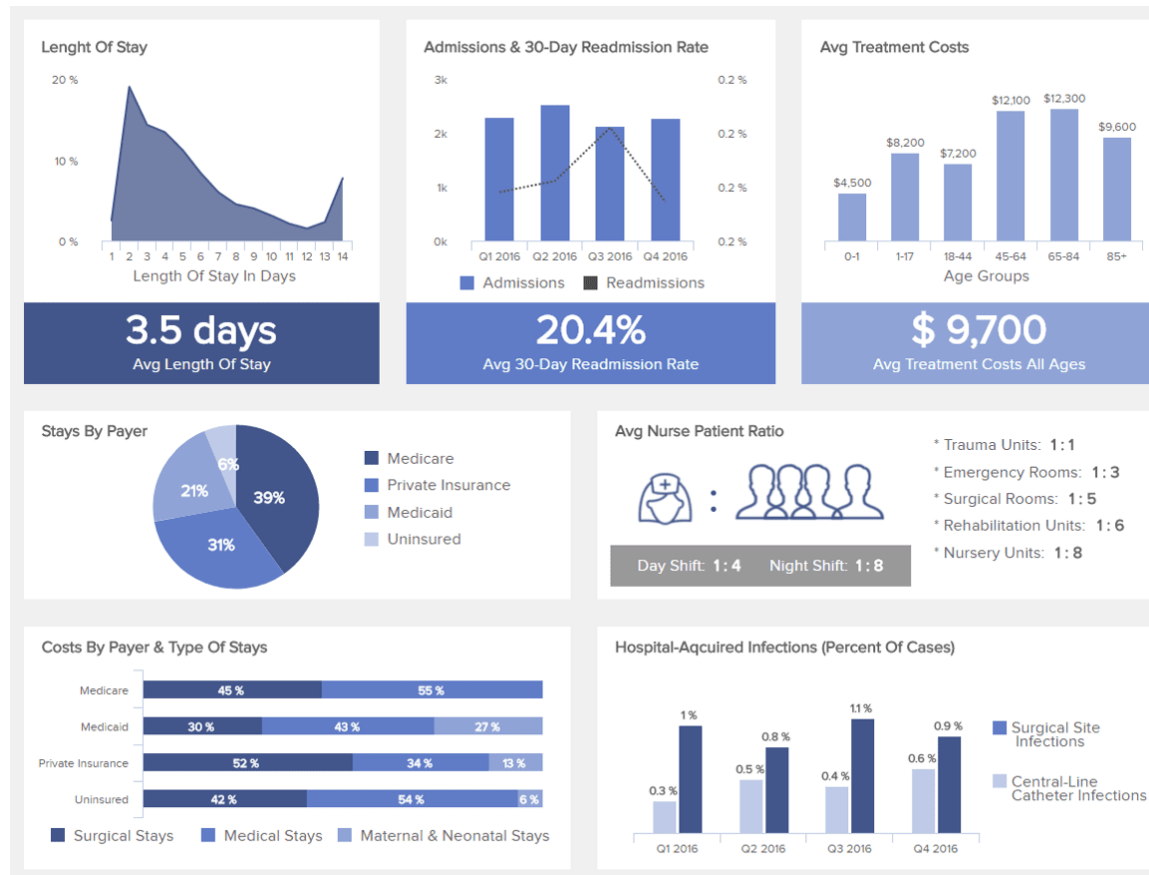 Lenght Of Stay
20 %
10 %
0 %
1 2 3 4 5 6 7 8 9 10 11 12 13 14
Length Of Stay In Days
3.5 days
Avg Length Of Stay
Admissions & 30-Day Readmission Rate
3k
2k
1k
0k
0.2 %
0.2 %
0.2 %
0.2 %
Q1 2016 Q2 2016 Q3 2016 Q4 2016
Admissions Readmissions
20.4%
Avg 30-Day Readmission Rate
Avg Treatment Costs
$4,500 $8,200 $7,200 $12,100 $12,300 $9,600
0-1 1-17 18-44 45-64 65-84 85+
Age Groups
$ 9,700
Avg Treatment Costs All Ages
Stays By Payer
39%
31%
21%
6%
Medicare
Private Insurance
Medicaid
Uninsured
Avg Nurse Patient Ratio
:
Day Shift: 1 : 4 Night Shift: 1 : 8
* Trauma Units: 1 : 1
* Emergency Rooms: 1 : 3
* Surgical Rooms: 1 : 5
* Rehabilitation Units: 1 : 6
* Nursery Units: 1 : 8
Costs By Payer & Type Of Stays
Medicare 45 % 55 %
Medicaid 30 % 43 % 27 %
Private Insurance 52 % 34 % 13 %
Uninsured 42 % 54 % 6 %
Surgical Stays Medical Stays Maternal & Neonatal Stays
Hospital-Aqcuired Infections (Percent Of Cases)
0.3 % 1 % 0.5 % 0.8 % 0.4 % 1.1 % 0.6 % 0.9 %
Q1 2016 Q2 2016 Q3 2016 Q4 2016
Surgical Site
Infections
Central-Line
Catheter Infections